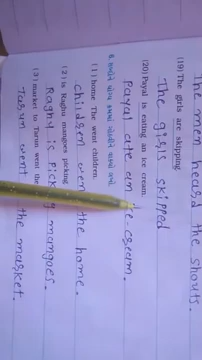 The men heard the shouts.
(19) The girls are skipping
The girls skipped
(20) Payal is eating an ice cream.
Payal ate an ice-cream.
(1) home The went children.
children went the home.
(2) is Raghu mangoes picking
Raghu is picking mangoes.
(3) market to Tarun went the
Tarun went the market.